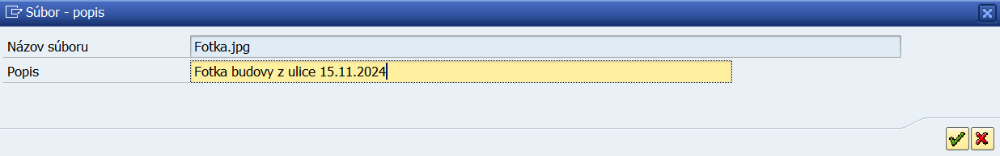 Súbor - popis
Názov súboru Fotka.jpg
Popis Fotka budovy z ulice 15.11.2024